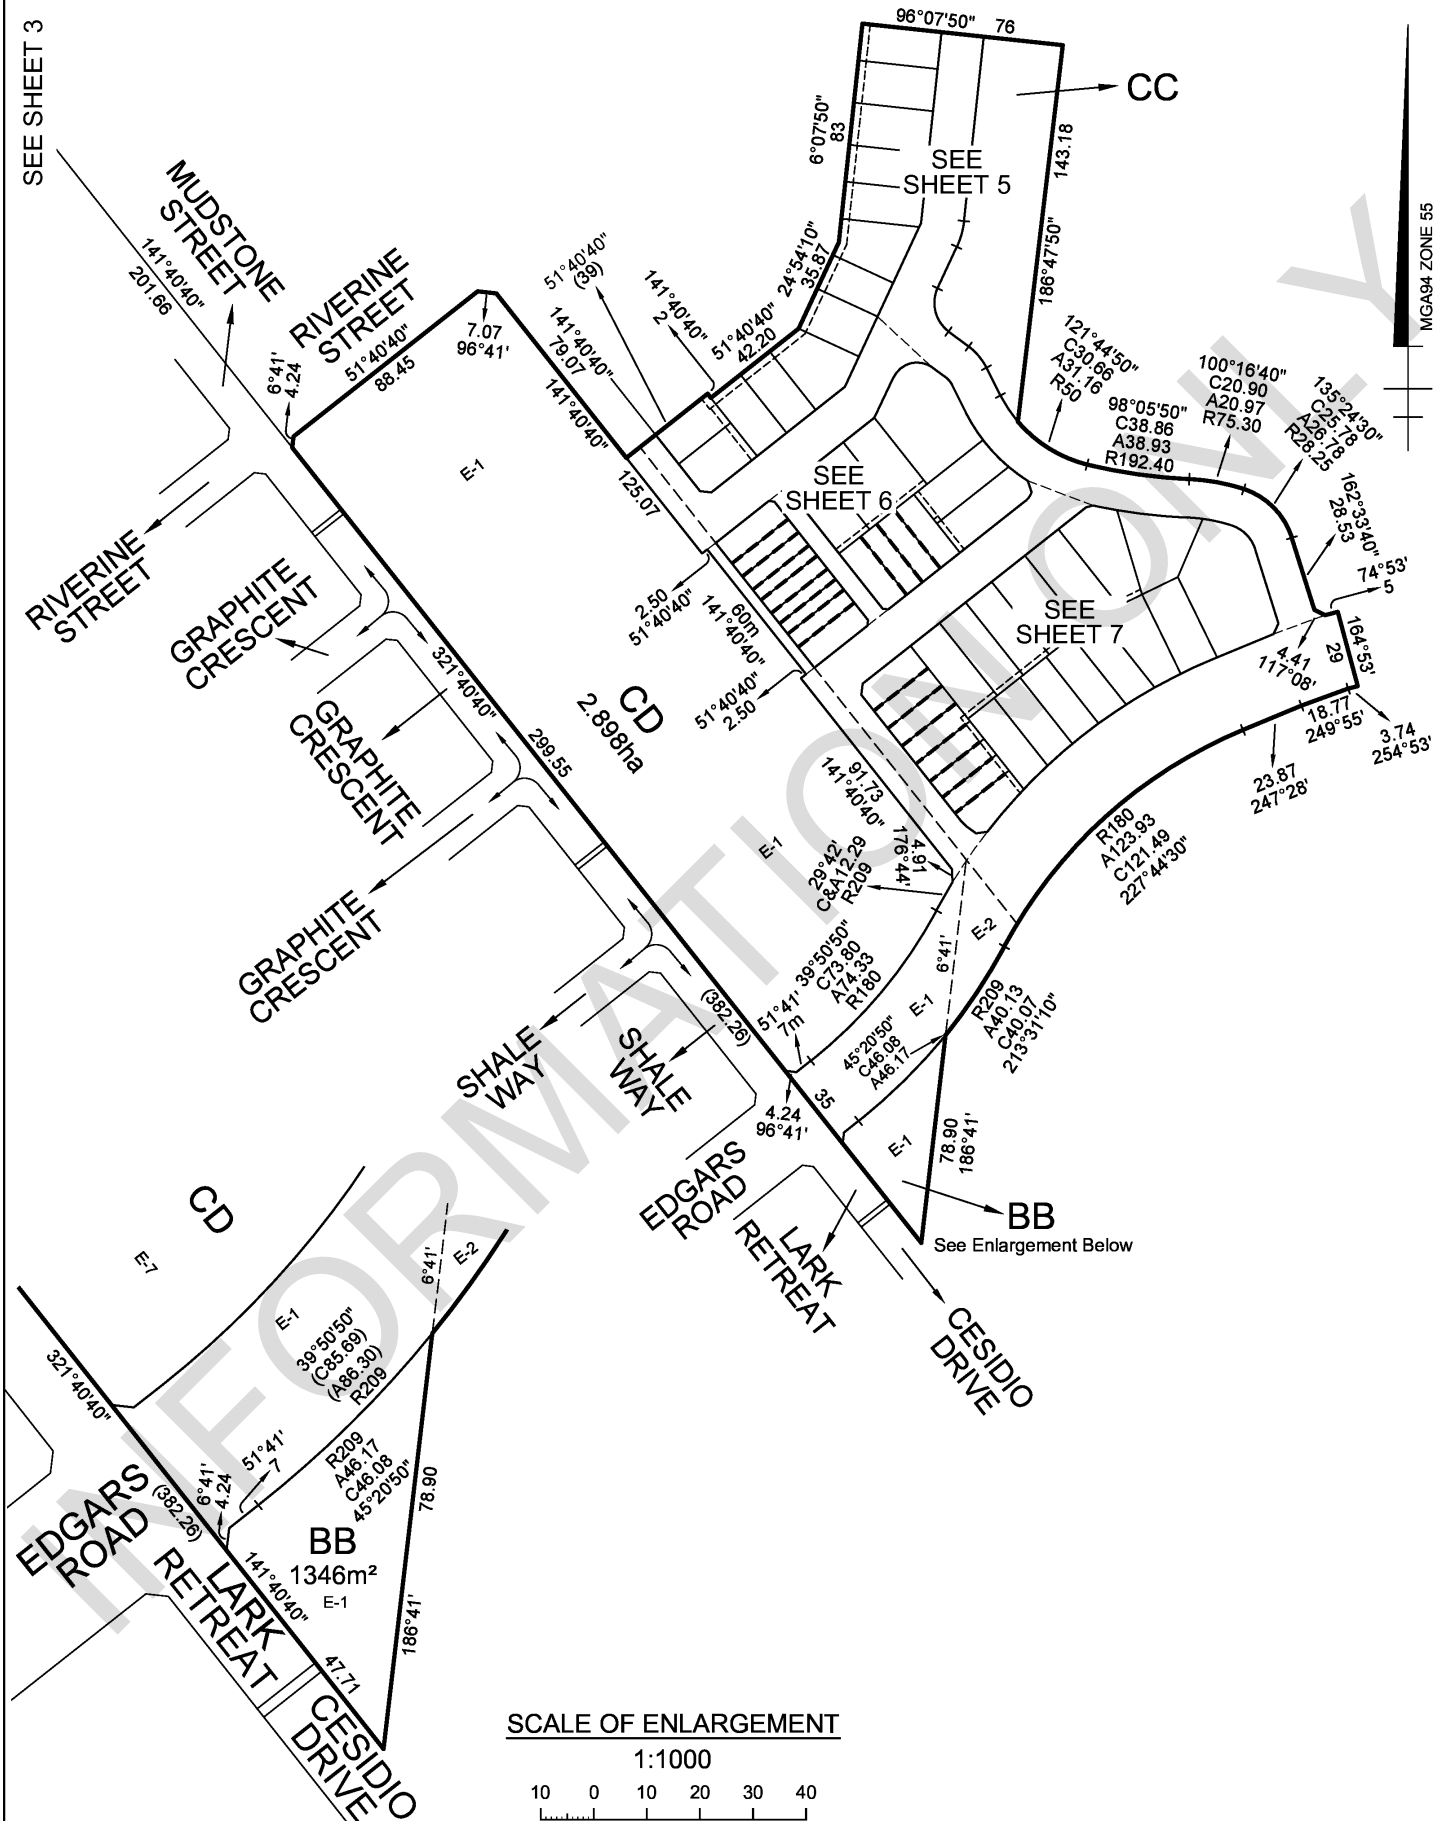 SEE SHEET 3
96°07'50" 76
CC
6°07'50"
83
SEE
SHEET 5
143.18
186°47'50"
MGA94 ZONE 55
MUDSTONE
STREET
141°40'40"
201.66
RIVERINE
STREET
51°40'40"
88.45
6°41'
4.24
7.07
96°41'
51°40'40"
(39)
141°40'40"
79.07
141°40'40"
2
51°40'40"
42.20
24°54'10"
35.87
141°40'40"
125.07
121°44'50"
C30.66
A31.16
R50
98°05'50"
C38.86
A38.93
R192.40
100°16'40"
C20.90
A20.97
R75.30
135°24'30"
C25.78
A26.78
R28.25
162°33'40"
28.53
74°53'
5
E-1
SEE
SHEET 6
SEE
SHEET 7
RIVERINE
STREET
GRAPHITE
CRESCENT
2.50
51°40'40"
60m
141°40'40"
51°40'40"
2.50
4.41
117°08'
164°53'
29
18.77
249°55'
3.74
254°53'
23.87
247°28'
321°40'40"
299.55
CD
2.898ha
GRAPHITE
CRESCENT
91.73
141°40'40"
R180
A123.93
C121.49
227°44'30"
E-1
4.91
176°44'
29°42'
C&A12.29
R209
GRAPHITE
CRESCENT
39°50'50"
C73.80
A74.33
R180
6°41'
E-2
E-1
(382.26)
51°41'
7m
45°20'50"
C46.08
A46.17
R209
A40.13
C40.07
213°31'10"
SHALE
WAY
SHALE
WAY
4.24
96°41'
35
E-1
78.90
186°41'
EDGARS
ROAD
LARK
RETREAT
BB
See Enlargement Below
CESIDIO
DRIVE
CD
E-7
6°41'
E-2
E-1
39°50'50"
(C85.69)
(A86.30)
R209
321°40'40"
51°41'
7
6°41'
4.24
R209
A46.17
C46.08
45°20'50"
78.90
EDGARS
ROAD
(382.26)
BB
1346m²
E-1
141°40'40"
186°41'
LARK
RETREAT
47.71
CESIDIO
DRIVE
SCALE OF ENLARGEMENT
1:1000
10 0 10 20 30 40
INFORMATION ONLY